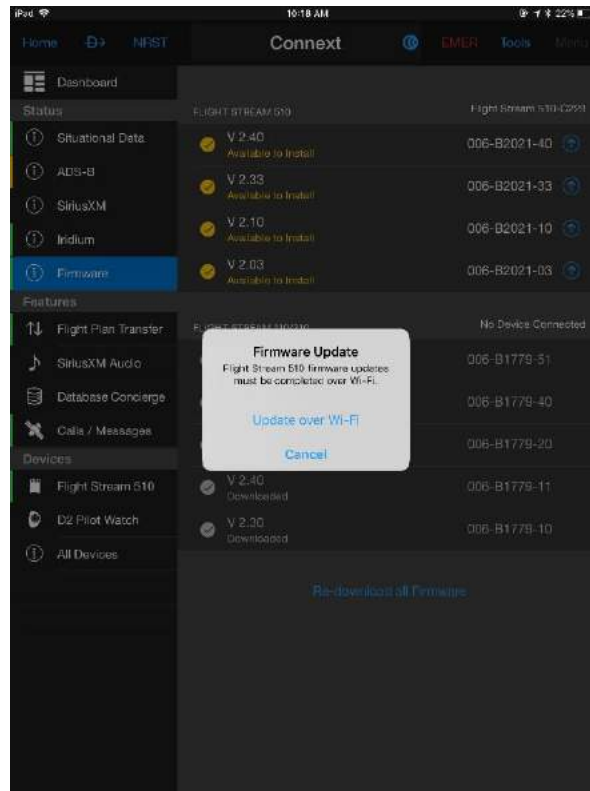 iPad
10:18 AM
22%
Home
NRST
Connext
EMER
Tools
Menu
Dashboard
Status
FLIGHT STREAM 510
Flight Stream 510-
Situational Data
V 2.40
Available to Install
006-B2021-40
ADS-B
V 2.33
Available to Install
006-B2021-33
SiriusXM
V 2.10
Available to Install
006-B2021-10
Iridium
V 2.03
Available to Install
006-B2021-03
Firmware
Features
No Device Connected
Flight Plan Transfer
SiriusXM Audio
Database Concierge
Calls / Messages
Firmware Update
Flight Stream 510 firmware updates
must be completed over Wi-Fi.
Update over Wi-Fi
Cancel
006-B1779-51
006-B1779-40
006-B1779-20
Devices
Flight Stream 510
V 2.40
Downloaded
006-B1779-11
D2 Pilot Watch
V 2.30
Downloaded
006-B1779-10
All Devices
Re-download all Firmware